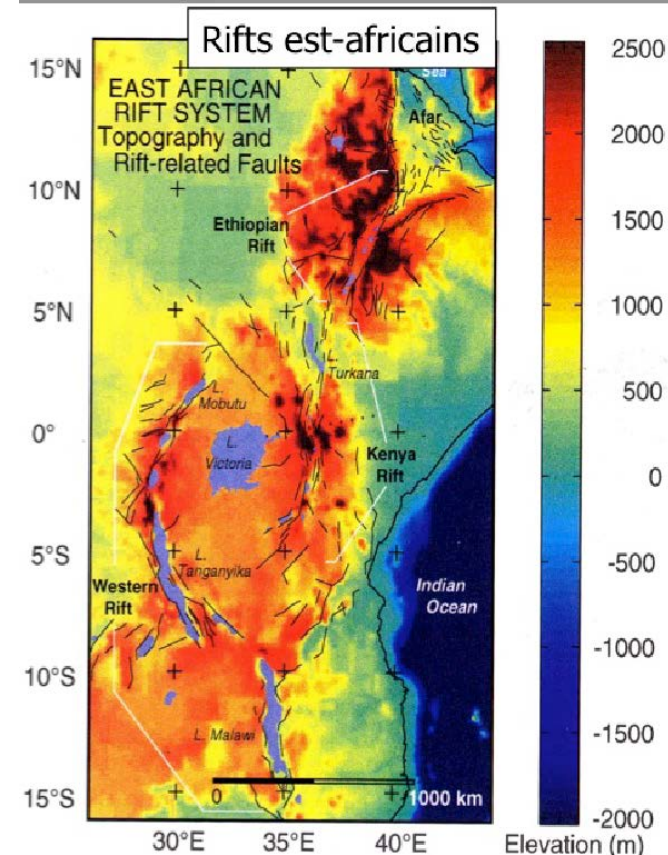 Rifts est-africains
EAST AFRICAN
RIFT SYSTEM
Topography and
Rift-related Faults
Sea
Afar
Ethiopian
Rift
L.
Turkana
L.
Mobutu
L.
Victoria
Kenya
Rift
L.
Tanganyika
Western
Rift
Indian
Ocean
L. Malawi
0
1000 km
15°N
10°N
5°N
0°
5°S
10°S
15°S
30°E
35°E
40°E
2500
2000
1500
1000
500
0
-500
-1000
-1500
-2000
Elevation (m)